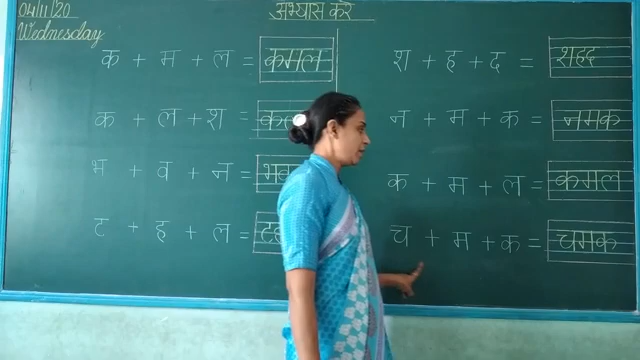 04/11/20
Wednesday
अभ्यास करे
क + म + ल = कमल
क + ल + श =
भ + व + न =
ट + ह + ल =
श + ह + द = शहद
न + म + क = नमक
क + म + ल = कमल
च + म + क = चमक